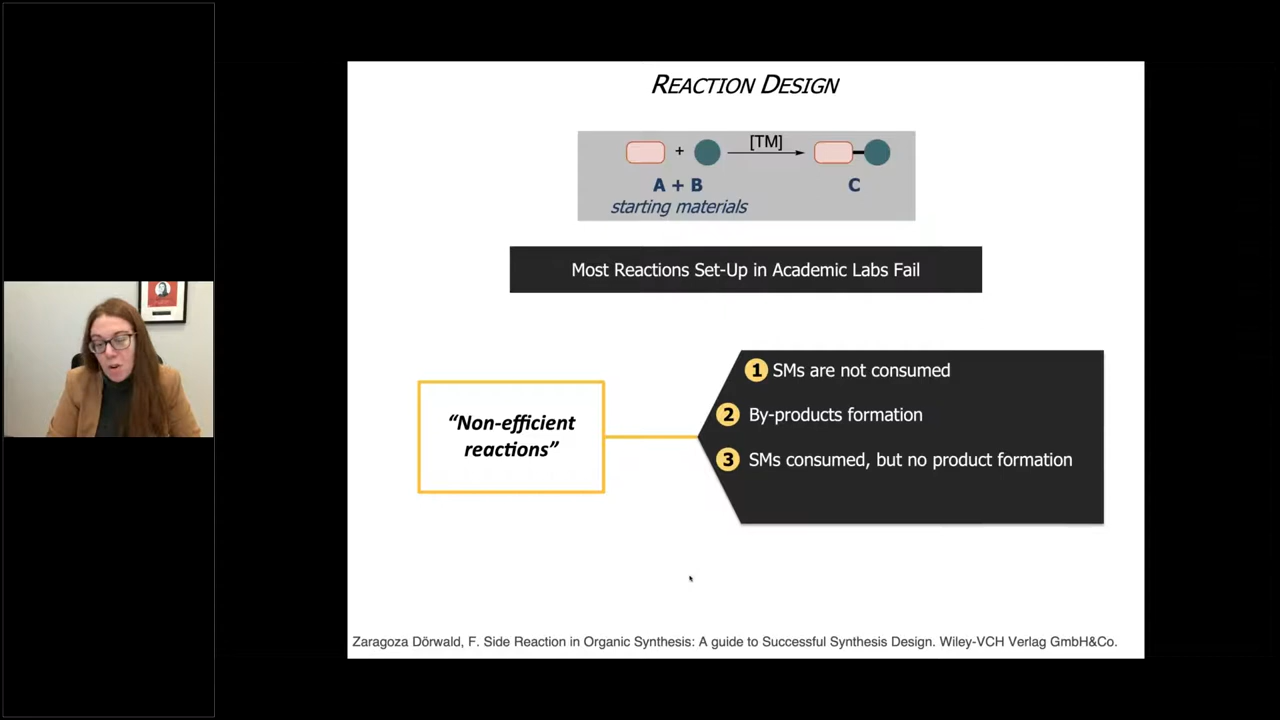 REACTION DESIGN
+
[TM]
A + B
C
starting materials
Most Reactions Set-Up in Academic Labs Fail
“Non-efficient
reactions”
1 SMs are not consumed
2 By-products formation
3 SMs consumed, but no product formation
Zaragoza Dörwald, F. Side Reaction in Organic Synthesis: A guide to Successful Synthesis Design. Wiley-VCH Verlag GmbH&Co.